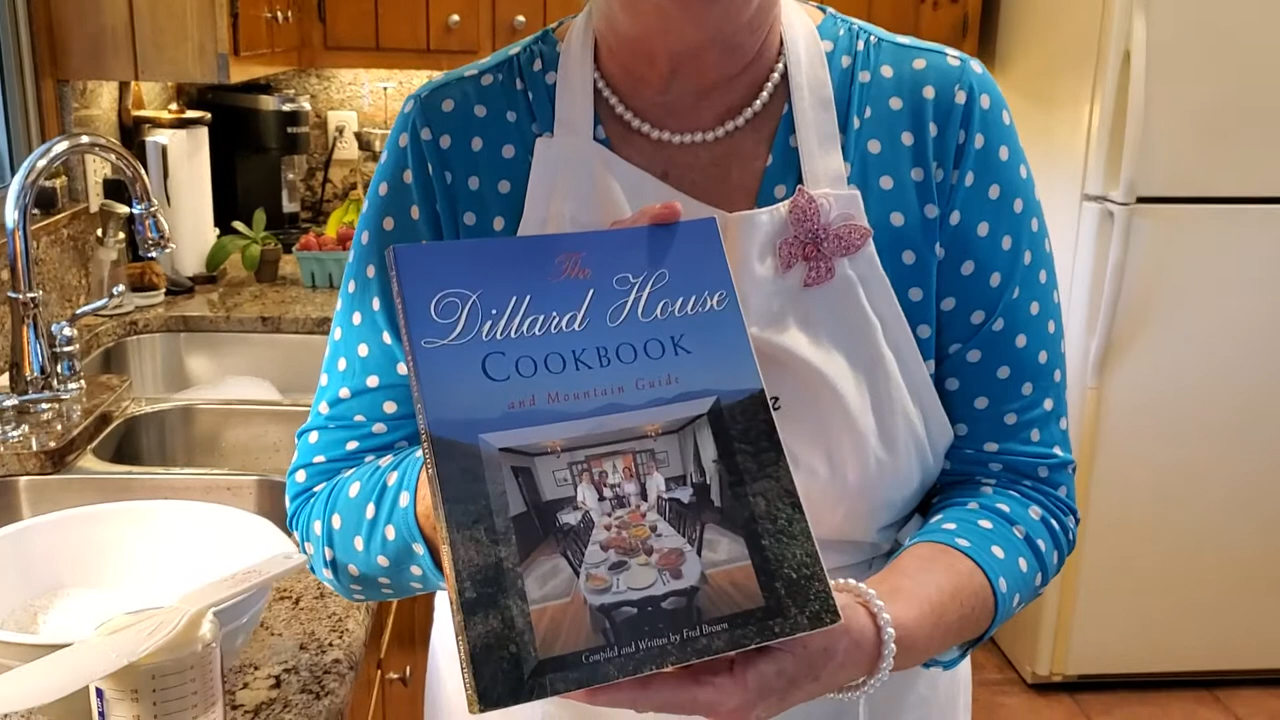 The
Dillard House
COOKBOOK
and Mountain Guide
Compiled and Written by Fred Brown